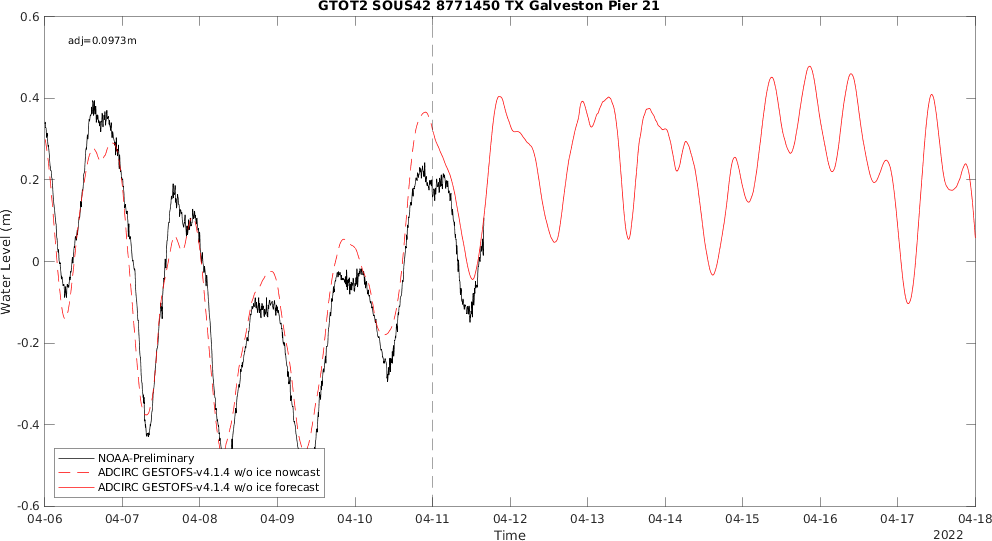 GTOT2 SOUS42 8771450 TX Galveston Pier 21
adj=0.0973m
0.6
0.4
0.2
0
-0.2
-0.4
-0.6
Water Level (m)
NOAA-Preliminary
ADCIRC GESTOFS-v4.1.4 w/o ice nowcast
ADCIRC GESTOFS-v4.1.4 w/o ice forecast
04-06 04-07 04-08 04-09 04-10 04-11 04-12 04-13 04-14 04-15 04-16 04-17 04-18
Time
2022